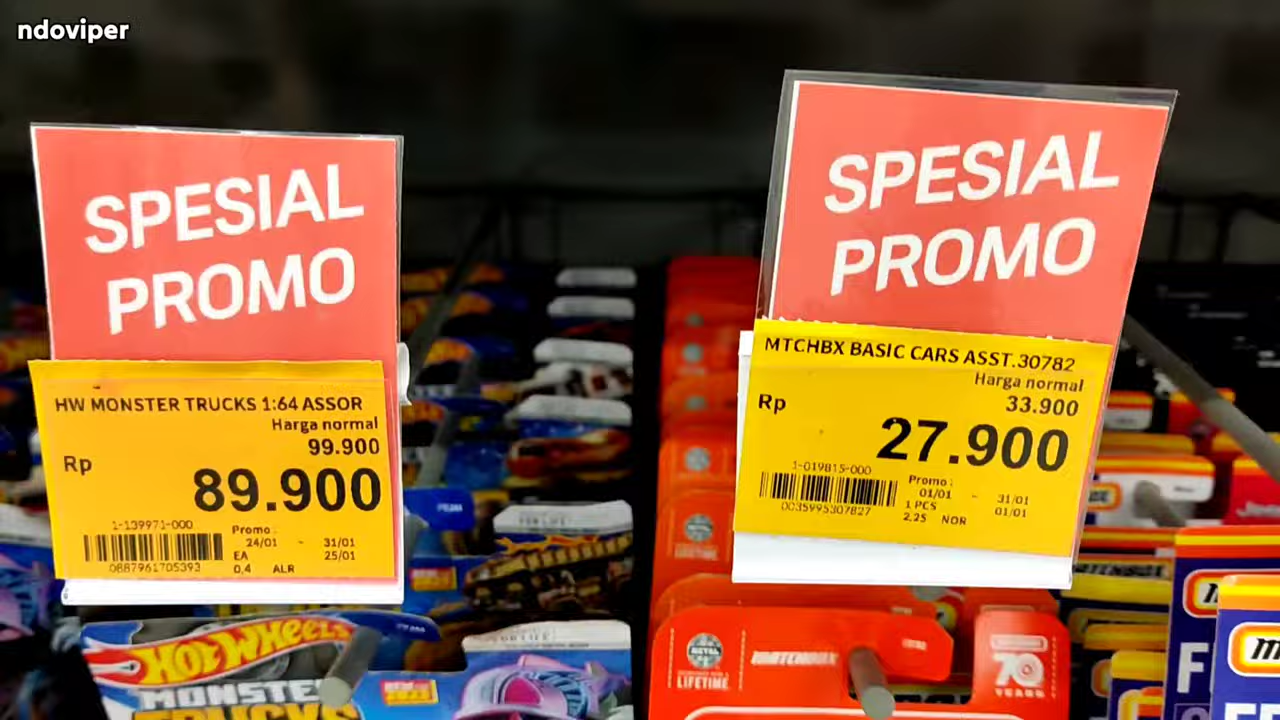 ndoviper
SPESIAL
PROMO
HW MONSTER TRUCKS 1:64 ASSOR
Harga normal
99.900
Rp
89.900
1-139971-000
0887961705393
Promo :
24/01 - 31/01
EA 25/01
0,4 ALR
SPESIAL
PROMO
MTCHBX BASIC CARS ASST.30782
Harga normal
33.900
Rp
27.900
1-019815-000
0035995307827
Promo :
01/01 - 31/01
1 PCS 01/01
2,25 NOR
HOT WHEELS
MONSTER
TRUCKS
METAL
LIFETIME
MATCHBOX
70
YEARS